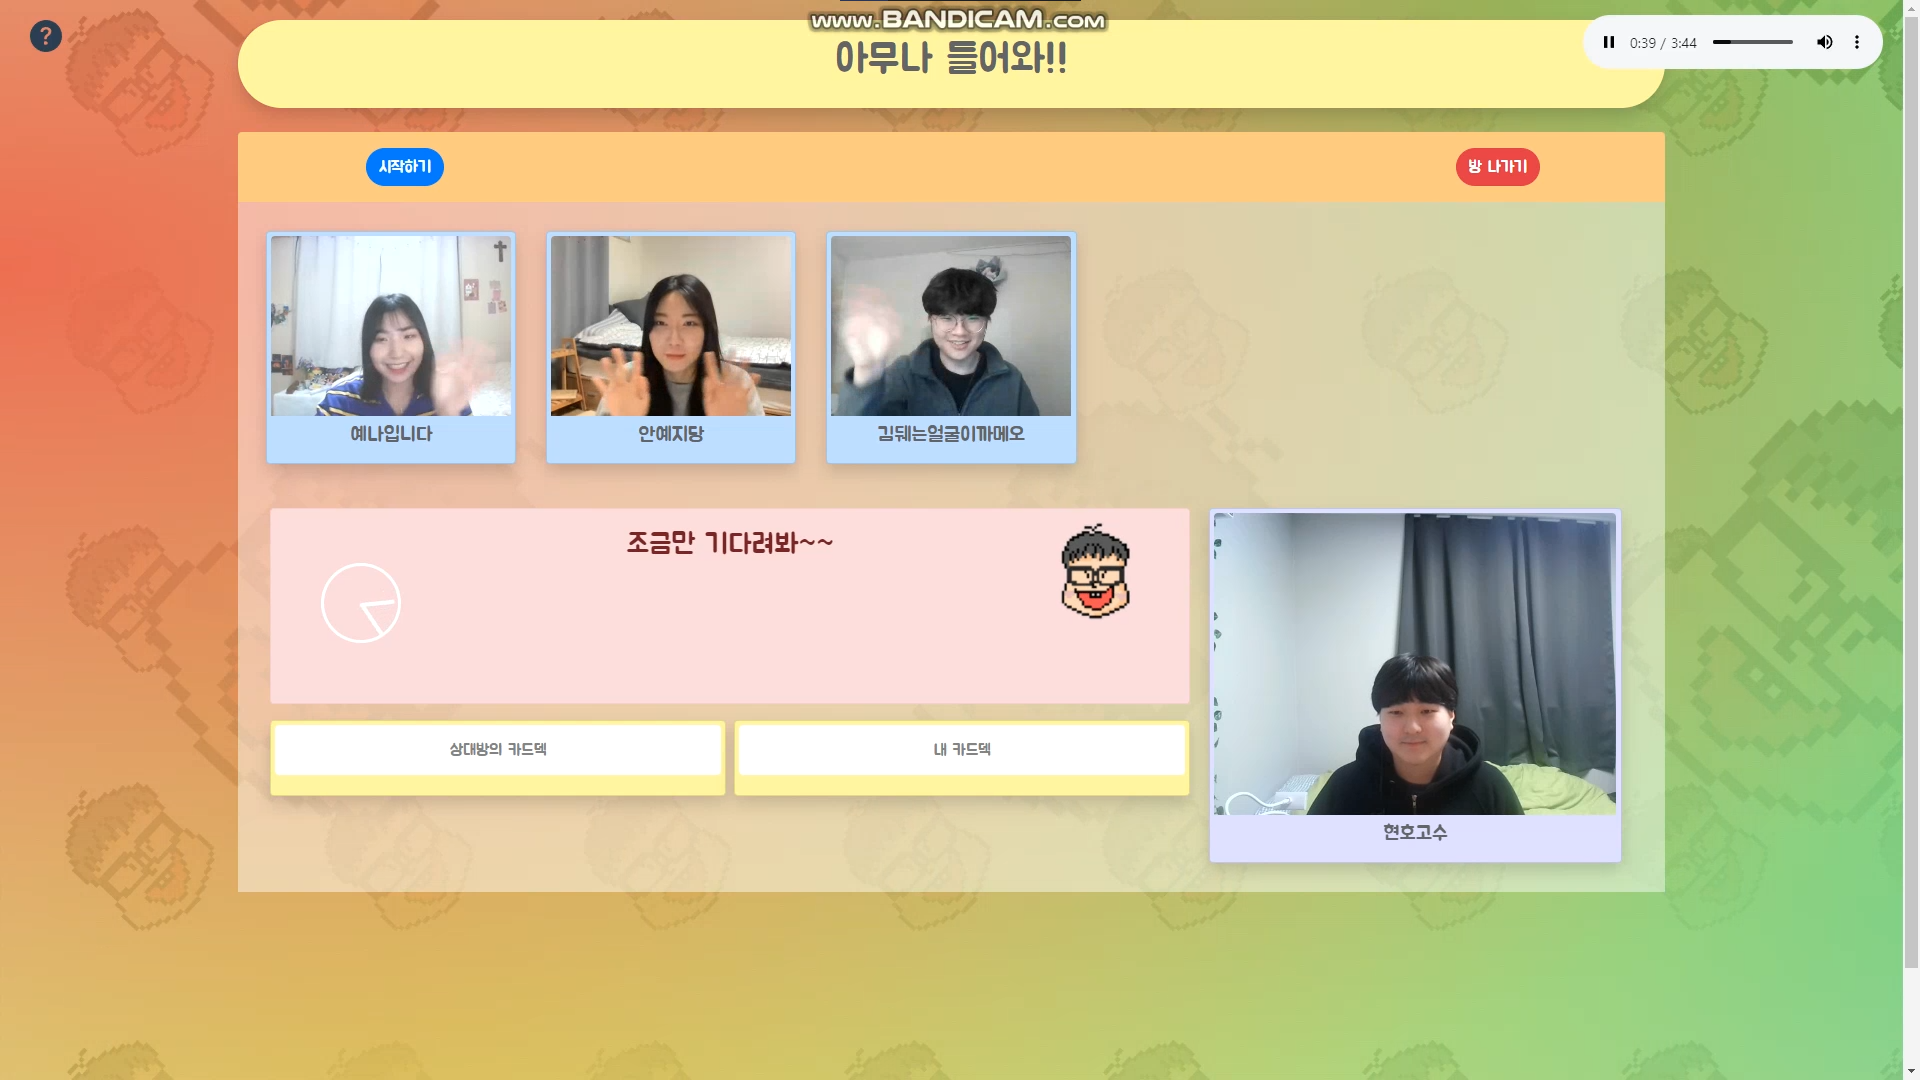 ?
www.BANDICAM.com
아무나 들어와!!
0:39 / 3:44
시작하기
방 나가기
예나입니다
안예지당
김뒈는얼굴이까메오
조금만 기다려봐~~
상대방의 카드덱
내 카드덱
현호고수